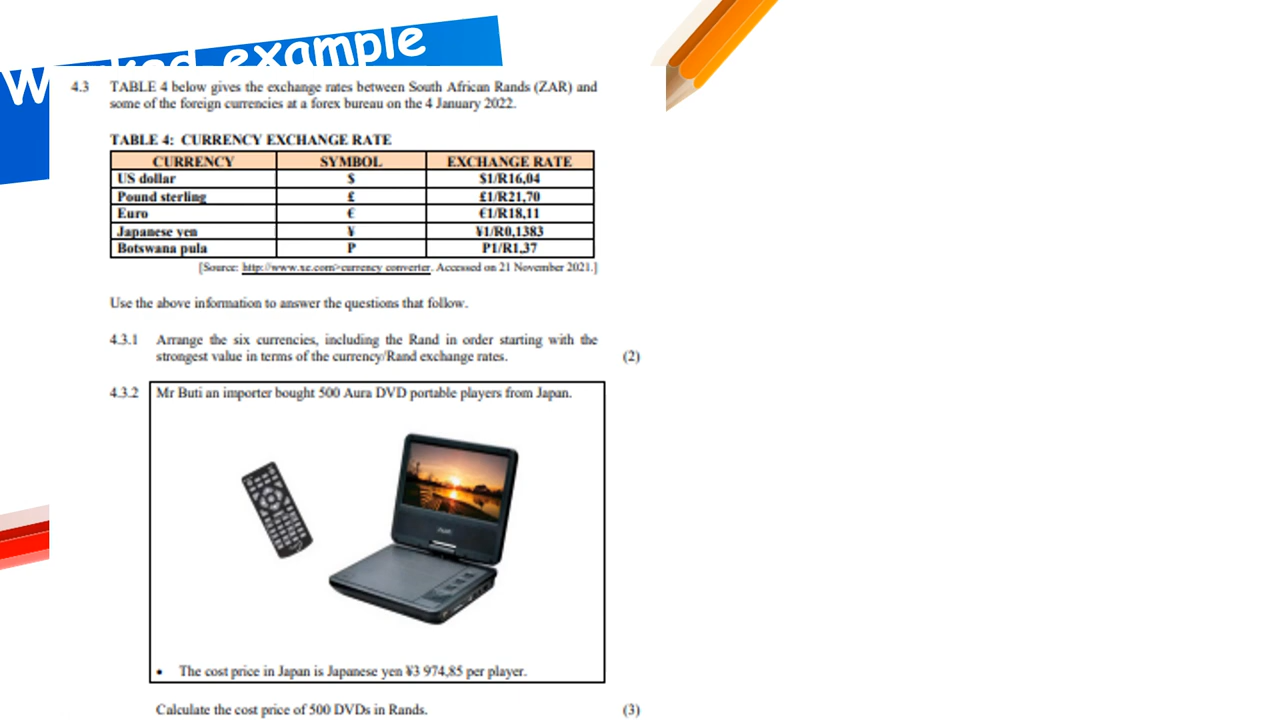 Worked example
4.3 TABLE 4 below gives the exchange rates between South African Rands (ZAR) and
some of the foreign currencies at a forex bureau on the 4 January 2022.
TABLE 4: CURRENCY EXCHANGE RATE
CURRENCY SYMBOL EXCHANGE RATE
US dollar $ $1/R16,04
Pound sterling £ £1/R21,70
Euro € €1/R18,11
Japanese yen ¥ ¥1/R0,1383
Botswana pula P P1/R1,37
[Source: http://www.xe.com>currency converter. Accessed on 21 November 2021.]
Use the above information to answer the questions that follow.
4.3.1 Arrange the six currencies, including the Rand in order starting with the
strongest value in terms of the currency/Rand exchange rates. (2)
4.3.2 Mr Buti an importer bought 500 Aura DVD portable players from Japan.
• The cost price in Japan is Japanese yen ¥3 974,85 per player.
Calculate the cost price of 500 DVDs in Rands. (3)